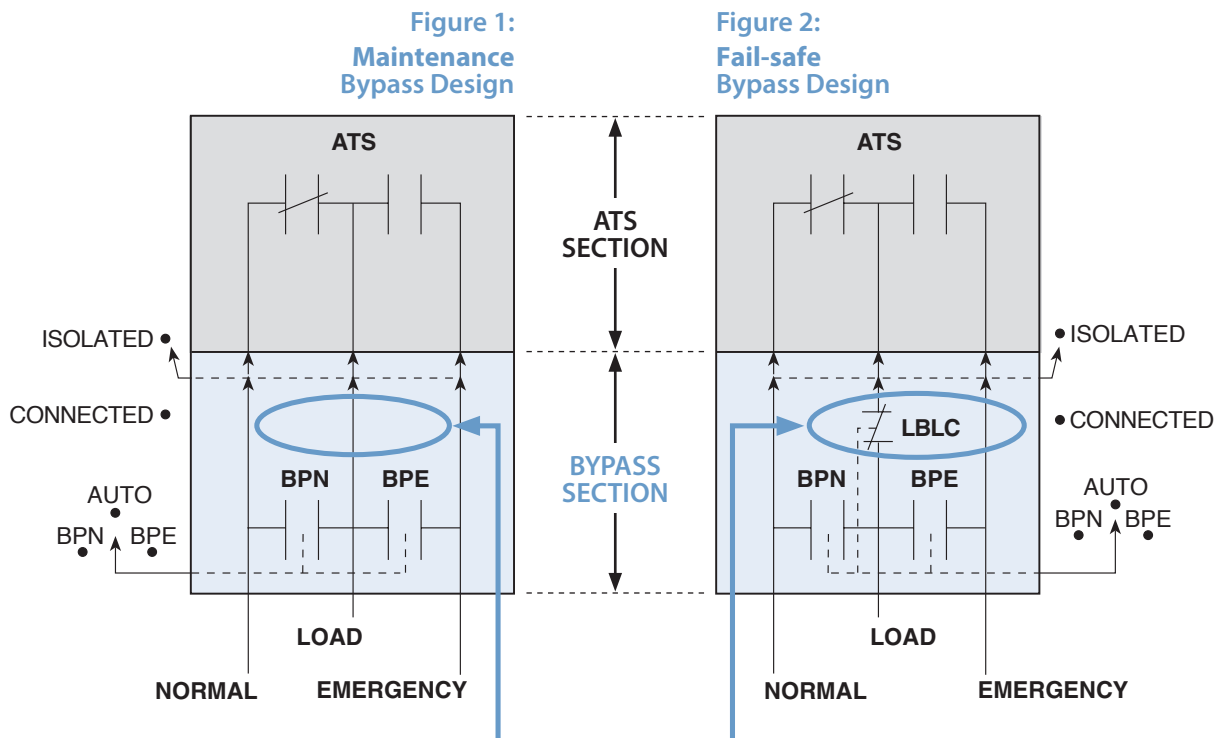 Figure 1:
Maintenance
Bypass Design
Figure 2:
Fail-safe
Bypass Design
ATS
ATS
SECTION
ATS
ISOLATED
ISOLATED
CONNECTED
LBLC
CONNECTED
BPN
BPE
BYPASS
SECTION
BPN
BPE
AUTO
BPN
BPE
AUTO
BPN
BPE
LOAD
LOAD
NORMAL
EMERGENCY
NORMAL
EMERGENCY